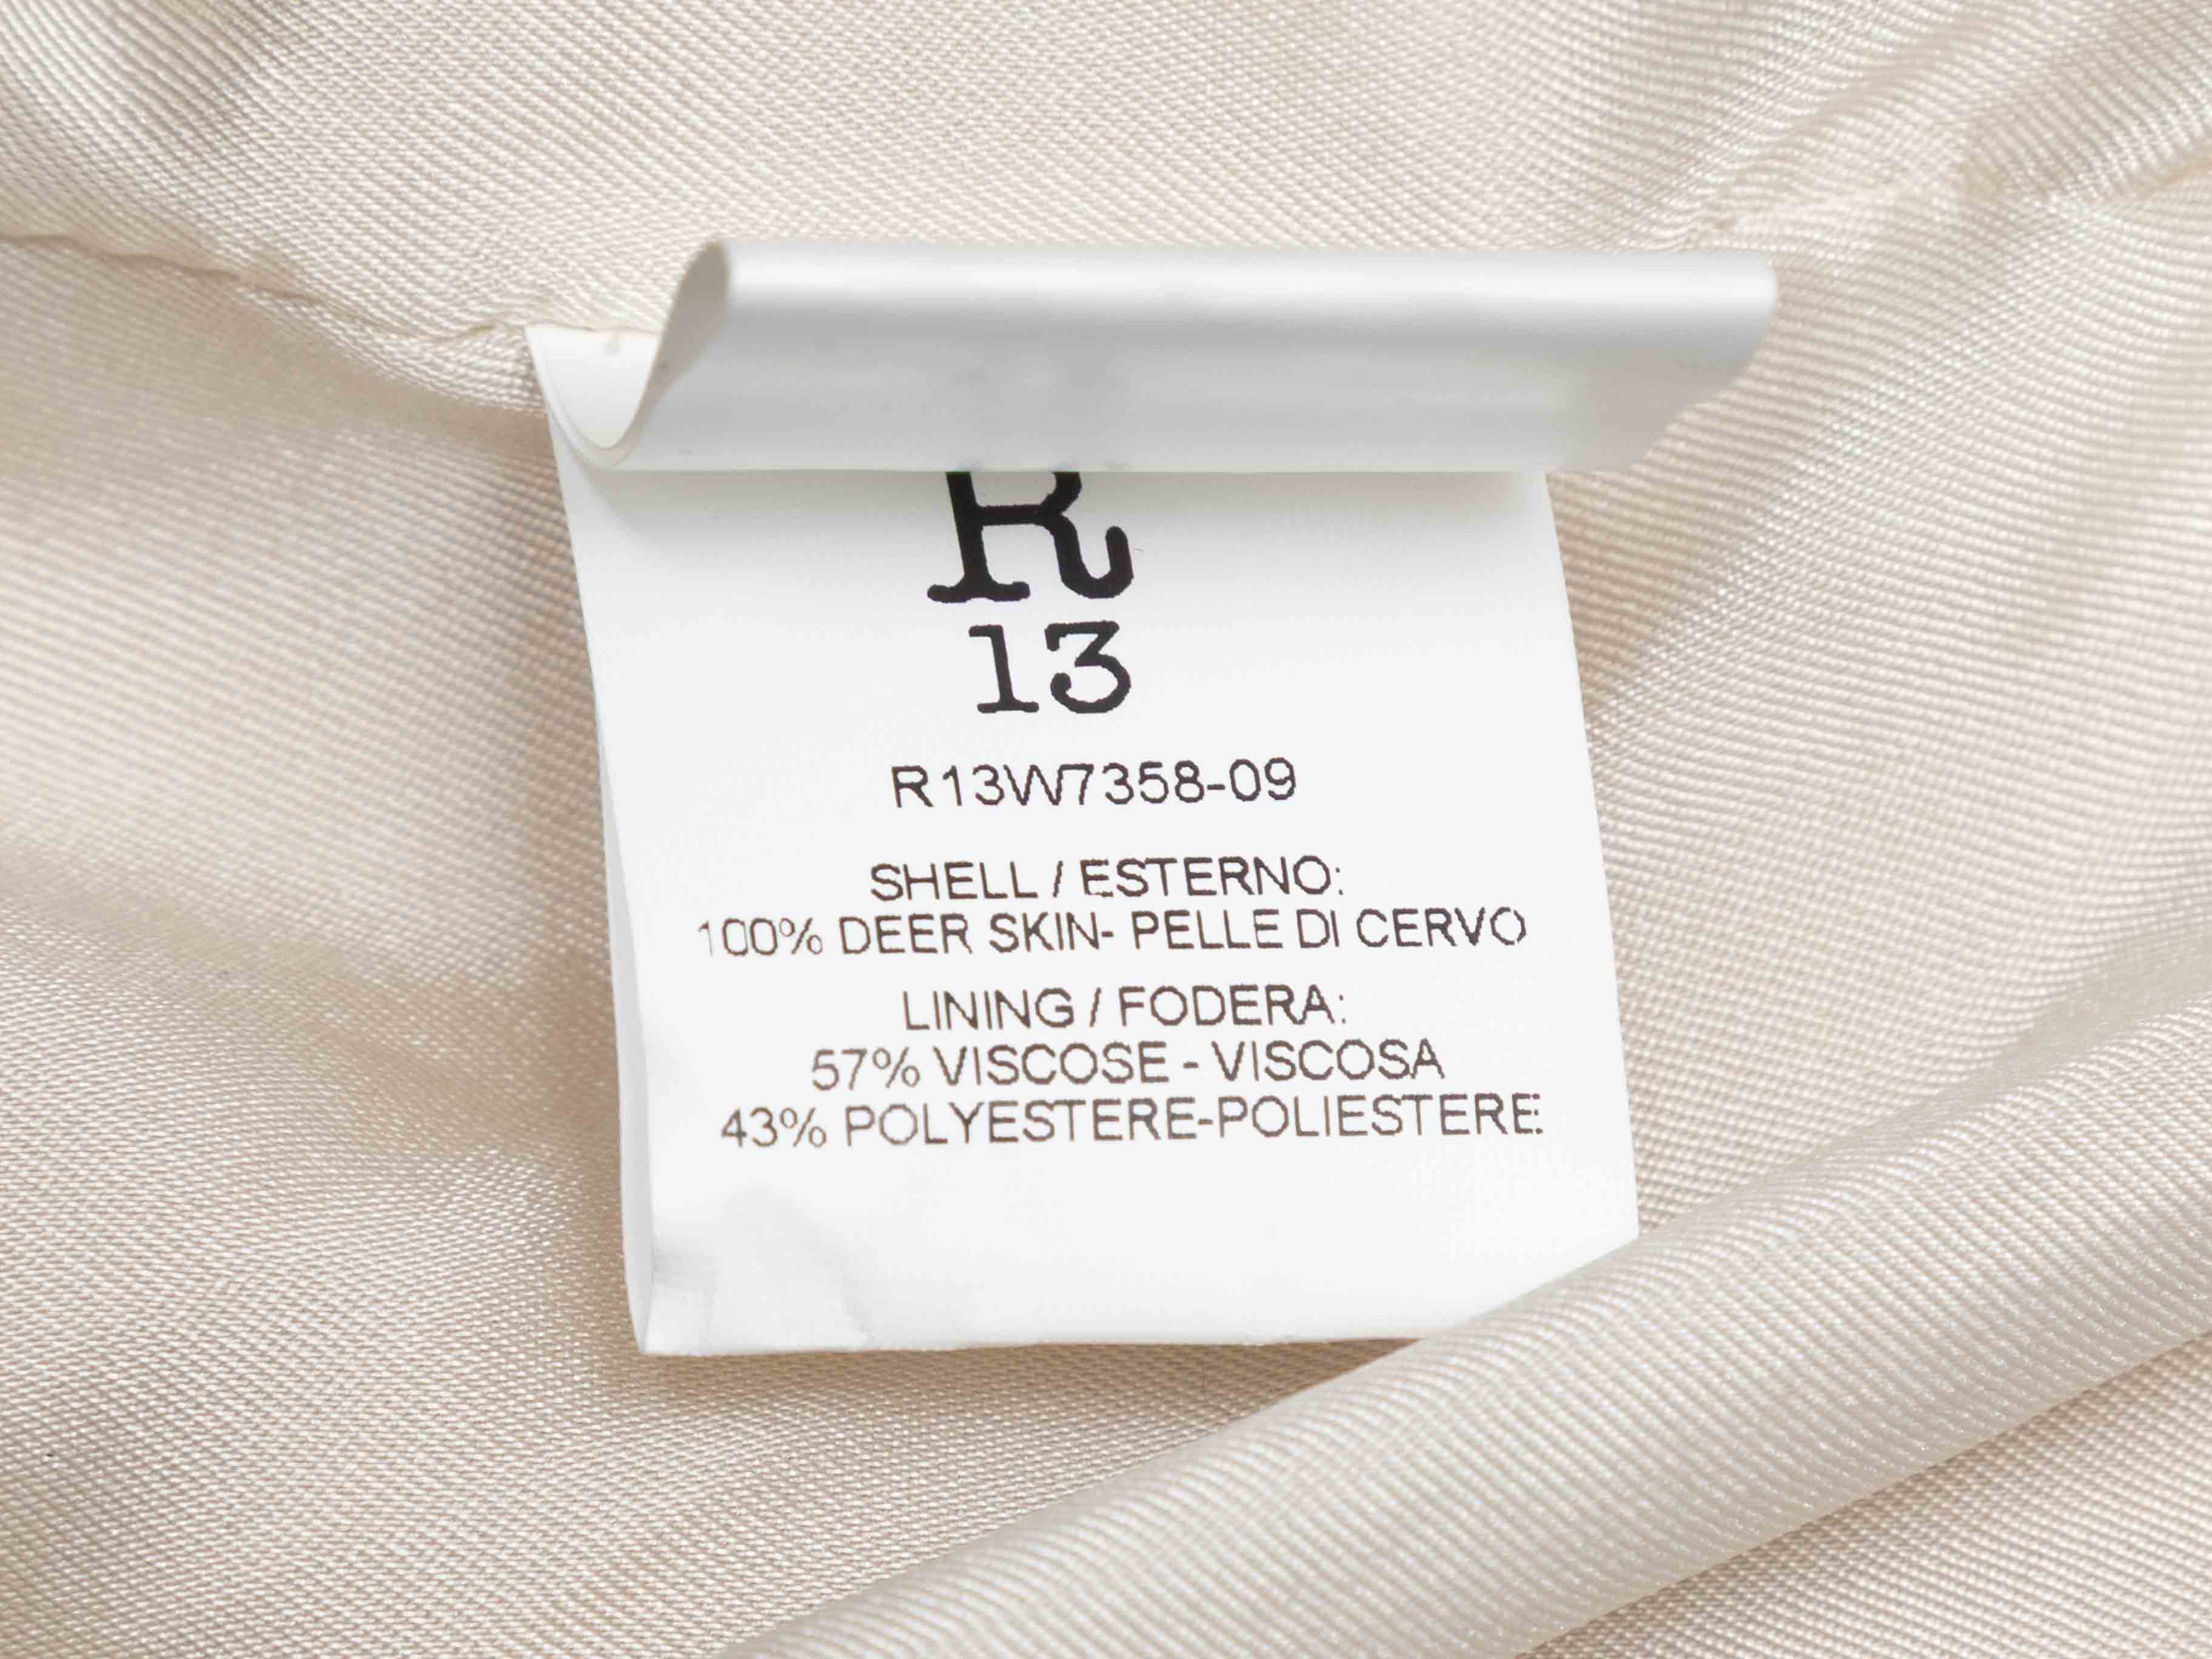 R
13
R13W7358-09
SHELL / ESTERNO:
100% DEER SKIN- PELLE DI CERVO
LINING / FODERA:
57% VISCOSE - VISCOSA
43% POLYESTERE-POLIESTERE: